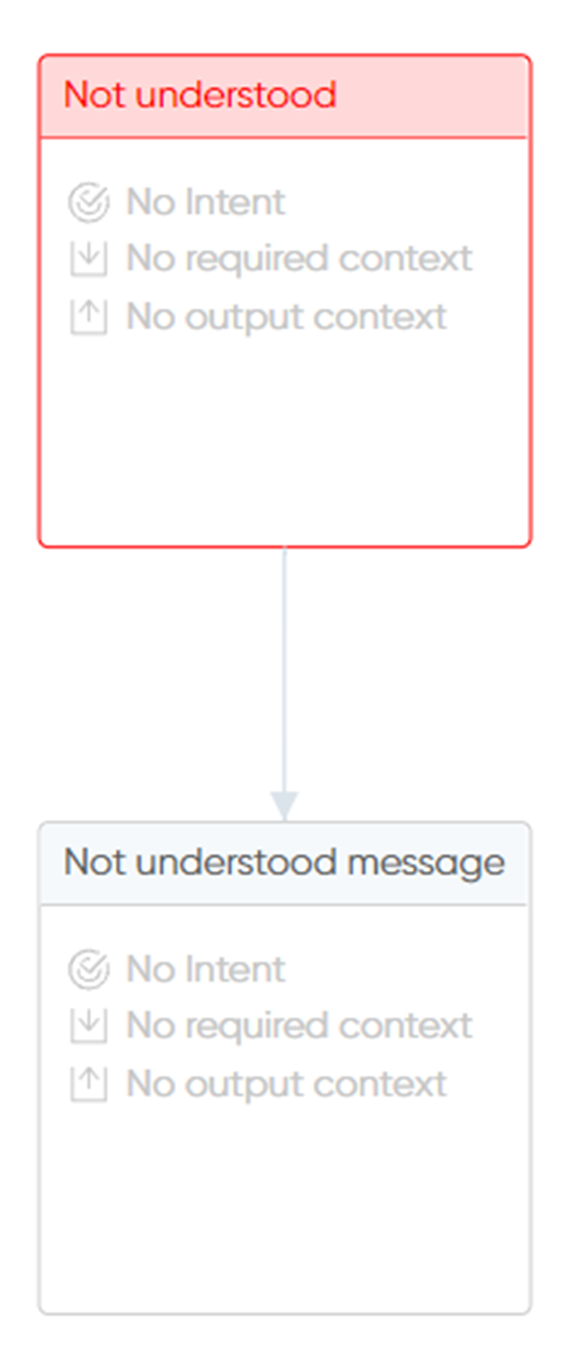 Not understood
No Intent
No required context
No output context
Not understood message
No Intent
No required context
No output context